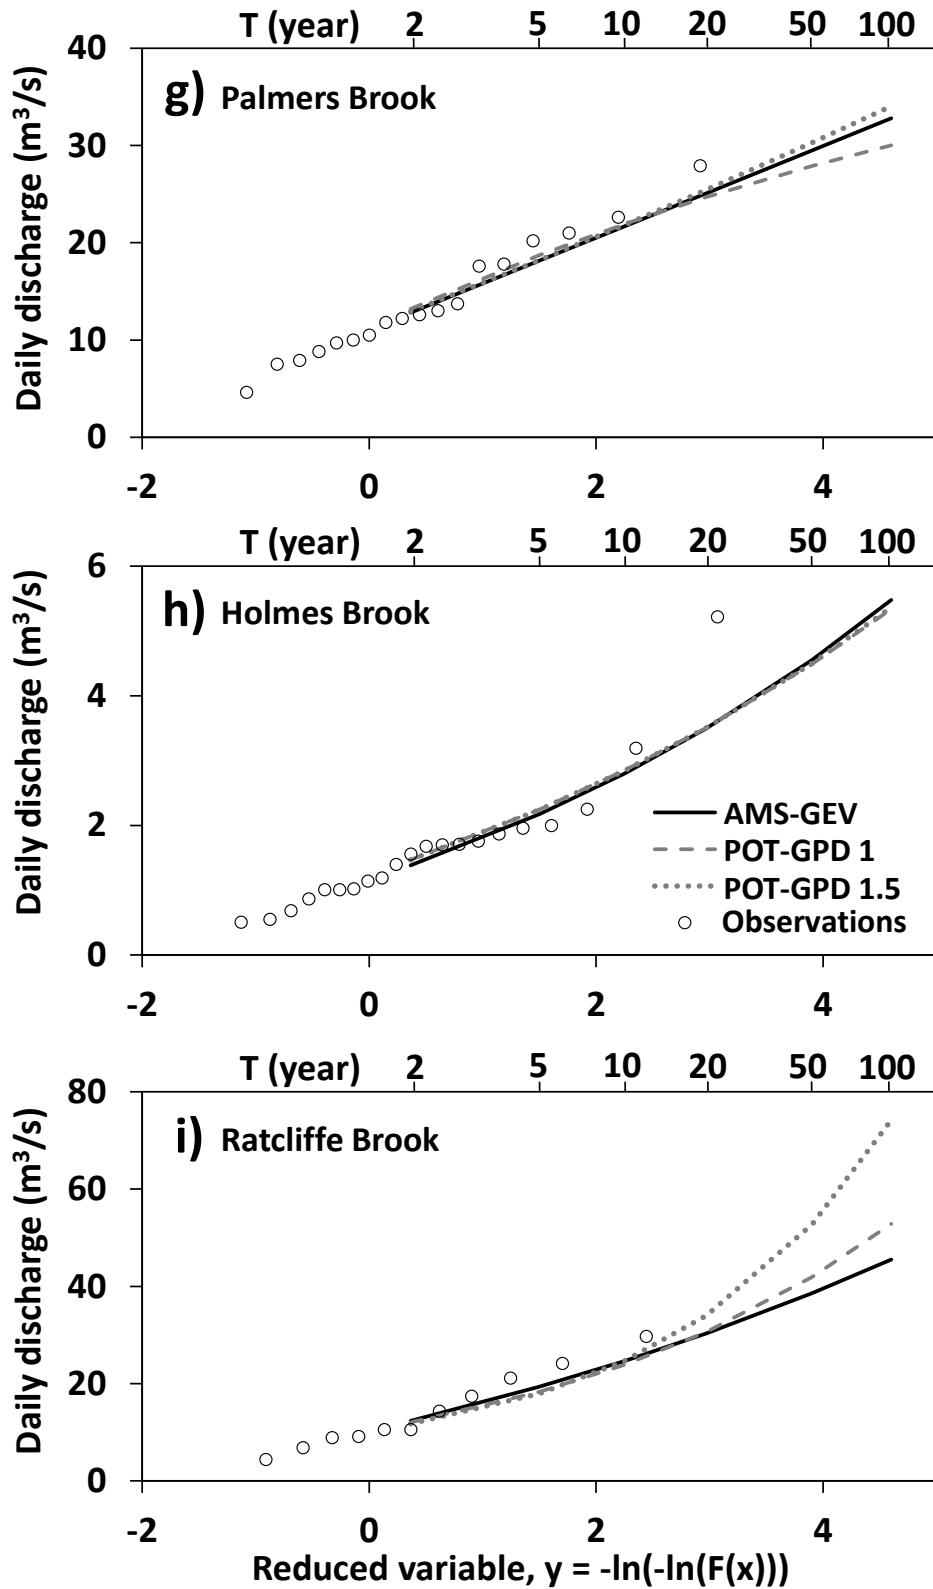 T (year) 2 5 10 20 50 100
g) Palmers Brook
Daily discharge (m³/s)
40
30
20
10
0
-2 0 2 4
T (year) 2 5 10 20 50 100
h) Holmes Brook
Daily discharge (m³/s)
6
4
2
0
AMS-GEV
POT-GPD 1
POT-GPD 1.5
Observations
-2 0 2 4
T (year) 2 5 10 20 50 100
i) Ratcliffe Brook
Daily discharge (m³/s)
80
60
40
20
0
-2 0 2 4
Reduced variable, y = -ln(-ln(F(x)))